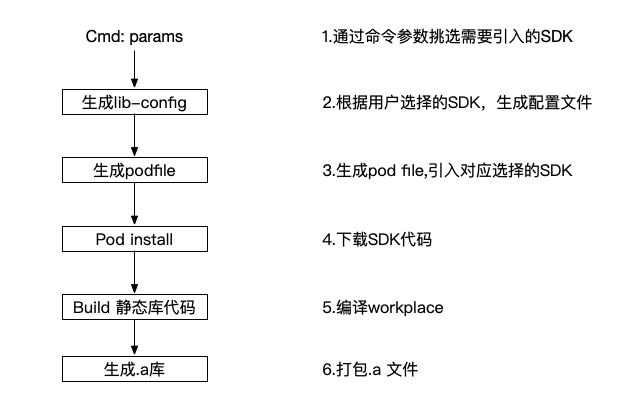 Cmd: params
1.通过命令参数挑选需要引入的SDK
生成lib-config
2.根据用户选择的SDK，生成配置文件
生成podfile
3.生成pod file,引入对应选择的SDK
Pod install
4.下载SDK代码
Build 静态库代码
5.编译workplace
生成.a库
6.打包.a 文件